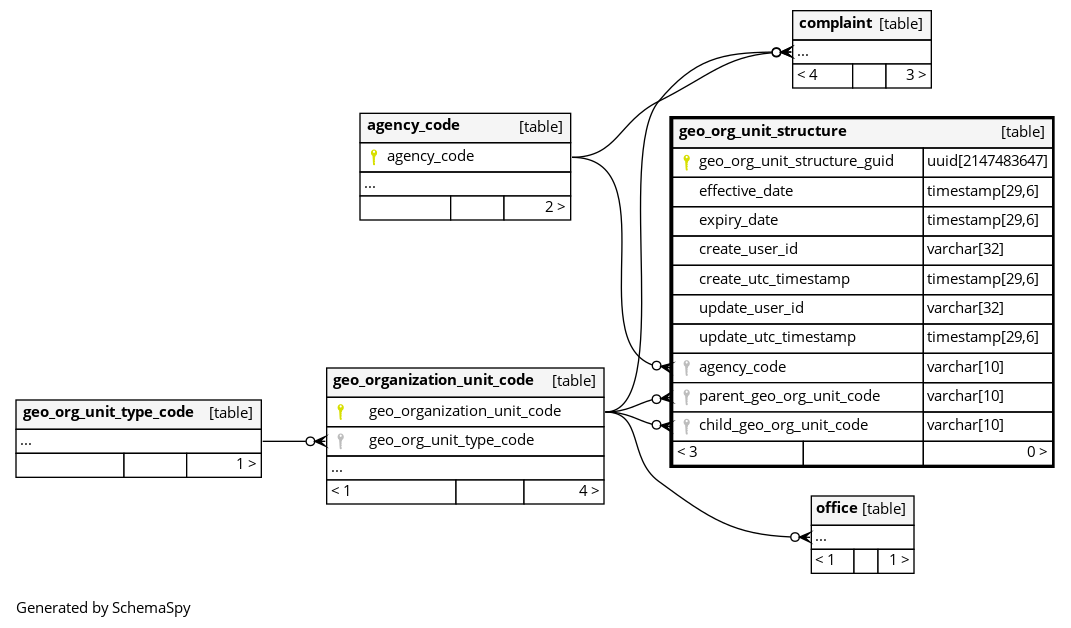 complaint [table]
...
< 4 3 >
agency_code [table]
agency_code
...
2 >
geo_org_unit_structure [table]
geo_org_unit_structure_guid uuid[2147483647]
effective_date timestamp[29,6]
expiry_date timestamp[29,6]
create_user_id varchar[32]
create_utc_timestamp timestamp[29,6]
update_user_id varchar[32]
update_utc_timestamp timestamp[29,6]
agency_code varchar[10]
parent_geo_org_unit_code varchar[10]
child_geo_org_unit_code varchar[10]
< 3 0 >
geo_organization_unit_code [table]
geo_organization_unit_code
geo_org_unit_type_code
...
< 1 4 >
geo_org_unit_type_code [table]
...
1 >
office [table]
...
< 1 1 >
Generated by SchemaSpy